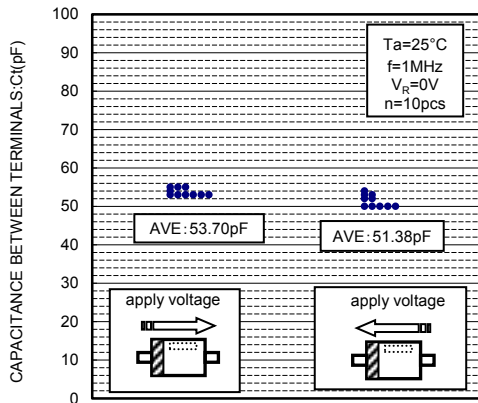 CAPACITANCE BETWEEN TERMINALS:Ct(pF)
100
90
80
70
60
50
40
30
20
10
0
Ta=25°C
f=1MHz
VR=0V
n=10pcs
AVE:53.70pF
AVE:51.38pF
apply voltage
apply voltage